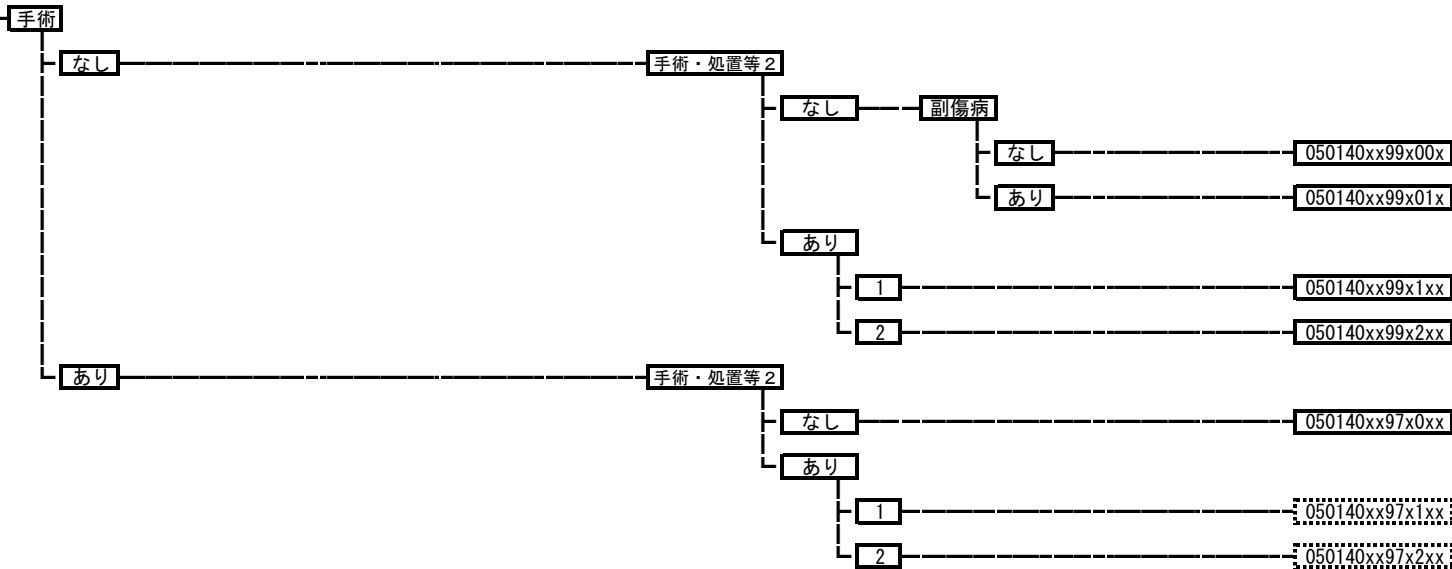 手術
なし 手術・処置等2
なし 副傷病
なし 050140xx99x00x
あり 050140xx99x01x
あり
1 050140xx99x1xx
2 050140xx99x2xx
あり 手術・処置等2
なし 050140xx97x0xx
あり
1 050140xx97x1xx
2 050140xx97x2xx